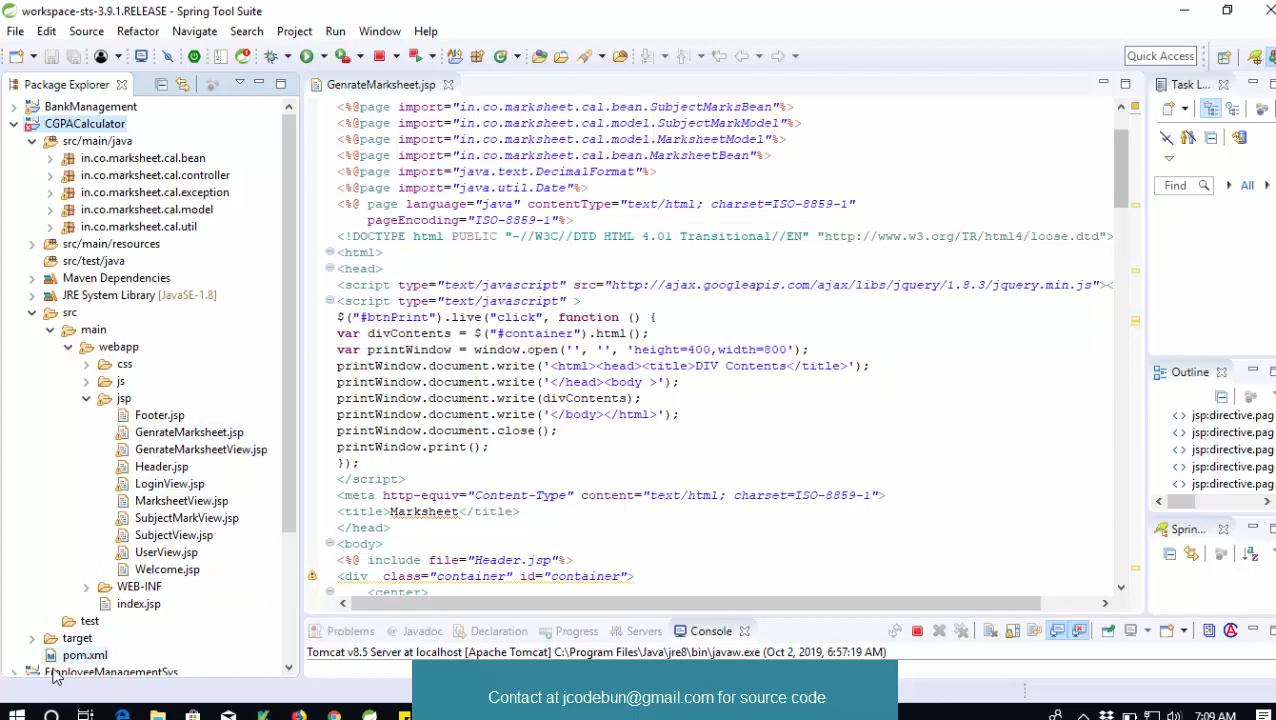 workspace-sts-3.9.1.RELEASE - Spring Tool Suite
File Edit Source Refactor Navigate Search Project Run Window Help
Quick Access
Package Explorer
BankManagement
CGPACalculator
src/main/java
in.co.marksheet.cal.bean
in.co.marksheet.cal.controller
in.co.marksheet.cal.exception
in.co.marksheet.cal.model
in.co.marksheet.cal.util
src/main/resources
src/test/java
Maven Dependencies
JRE System Library [JavaSE-1.8]
src
main
webapp
css
js
jsp
Footer.jsp
GenrateMarksheet.jsp
GenrateMarksheetView.jsp
Header.jsp
LoginView.jsp
MarksheetView.jsp
SubjectMarkView.jsp
SubjectView.jsp
UserView.jsp
Welcome.jsp
WEB-INF
index.jsp
test
target
pom.xml
EmployeeManagementSys
GenrateMarksheet.jsp
<%@page import="in.co.marksheet.cal.bean.SubjectMarksBean"%>
<%@page import="in.co.marksheet.cal.model.SubjectMarkModel"%>
<%@page import="in.co.marksheet.cal.model.MarksheetModel"%>
<%@page import="in.co.marksheet.cal.bean.MarksheetBean"%>
<%@page import="java.text.DecimalFormat"%>
<%@page import="java.util.Date"%>
<%@ page language="java" contentType="text/html; charset=ISO-8859-1"
pageEncoding="ISO-8859-1"%>
<!DOCTYPE html PUBLIC "-//W3C//DTD HTML 4.01 Transitional//EN" "http://www.w3.org/TR/html4/loose.dtd">
<html>
<head>
<script type="text/javascript" src="http://ajax.googleapis.com/ajax/libs/jquery/1.8.3/jquery.min.js"><
<script type="text/javascript" >
$("#btnPrint").live("click", function () {
var divContents = $("#container").html();
var printWindow = window.open('', '', 'height=400,width=800');
printWindow.document.write('<html><head><title>DIV Contents</title>');
printWindow.document.write('</head><body >');
printWindow.document.write(divContents);
printWindow.document.write('</body></html>');
printWindow.document.close();
printWindow.print();
});
</script>
<meta http-equiv="Content-Type" content="text/html; charset=ISO-8859-1">
<title>Marksheet</title>
</head>
<body>
<%@ include file="Header.jsp"%>
<div class="container" id="container">
<center>
Task L
Find
All
Outline
jsp:directive.pag
jsp:directive.pag
jsp:directive.pag
jsp:directive.pag
jsp:directive.pag
Sprin
Problems Javadoc Declaration Progress Servers Console
Tomcat v8.5 Server at localhost [Apache Tomcat] C:\Program Files\Java\jre8\bin\javaw.exe (Oct 2, 2019, 6:57:19 AM)
Contact at jcodebun@gmail.com for source code
7:09 AM